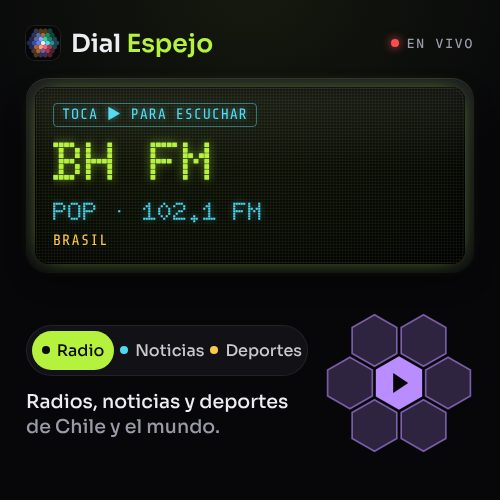 Dial Espejo
EN VIVO
TOCA ▶ PARA ESCUCHAR
BH FM
POP · 102.1 FM
BRASIL
Radio Noticias Deportes
Radios, noticias y deportes
de Chile y el mundo.